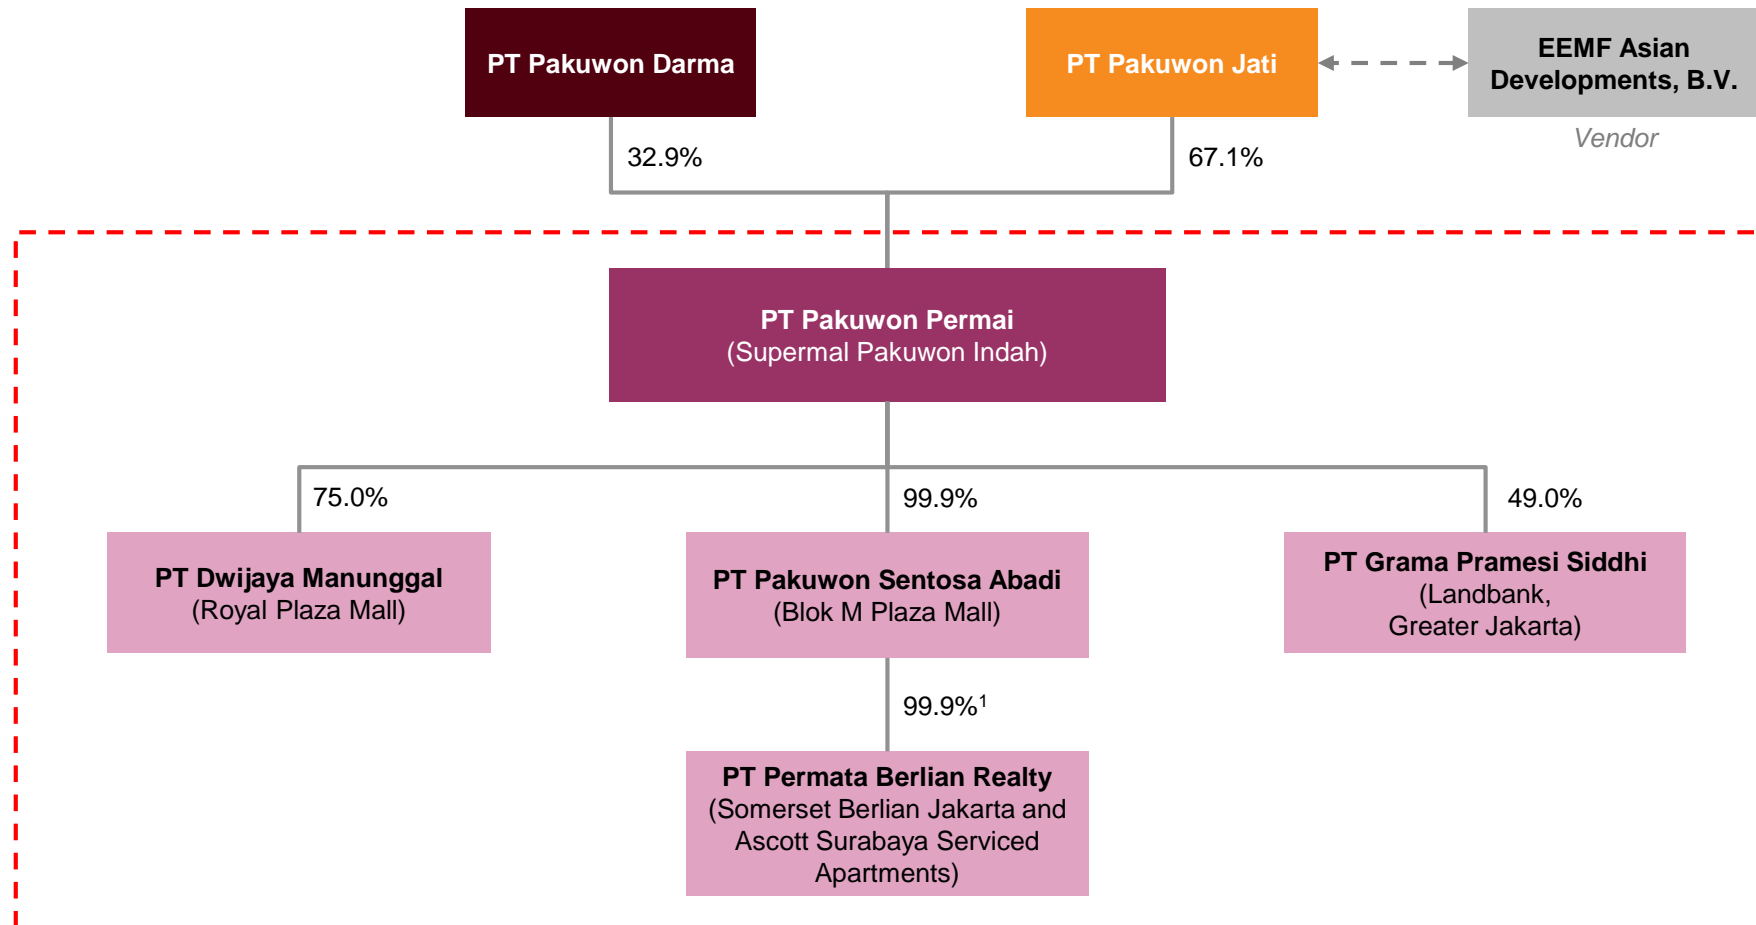 PT Pakuwon Darma
PT Pakuwon Jati
EEMF Asian
Developments, B.V.
Vendor
32.9%
67.1%
PT Pakuwon Permai
(Supermal Pakuwon Indah)
75.0%
99.9%
49.0%
PT Dwijaya Manunggal
(Royal Plaza Mall)
PT Pakuwon Sentosa Abadi
(Blok M Plaza Mall)
PT Grama Pramesi Siddhi
(Landbank,
Greater Jakarta)
99.9%¹
PT Permata Berlian Realty
(Somerset Berlian Jakarta and
Ascott Surabaya Serviced
Apartments)